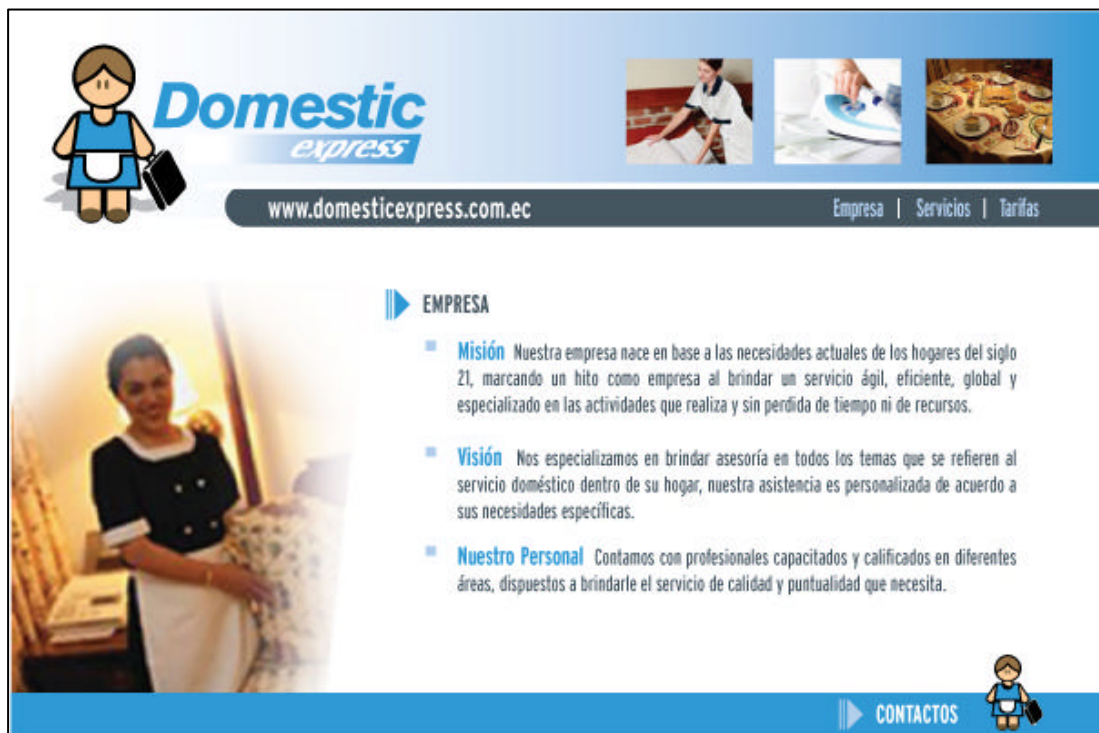 Domestic
express
www.domesticexpress.com.ec
Empresa | Servicios | Tarifas
EMPRESA
Misión Nuestra empresa nace en base a las necesidades actuales de los hogares del siglo
21, marcando un hito como empresa al brindar un servicio ágil, eficiente, global y
especializado en las actividades que realiza y sin perdida de tiempo ni de recursos.
Visión Nos especializamos en brindar asesoría en todos los temas que se refieren al
servicio doméstico dentro de su hogar, nuestra asistencia es personalizada de acuerdo a
sus necesidades específicas.
Nuestro Personal Contamos con profesionales capacitados y calificados en diferentes
áreas, dispuestos a brindarle el servicio de calidad y puntualidad que necesita.
CONTACTOS